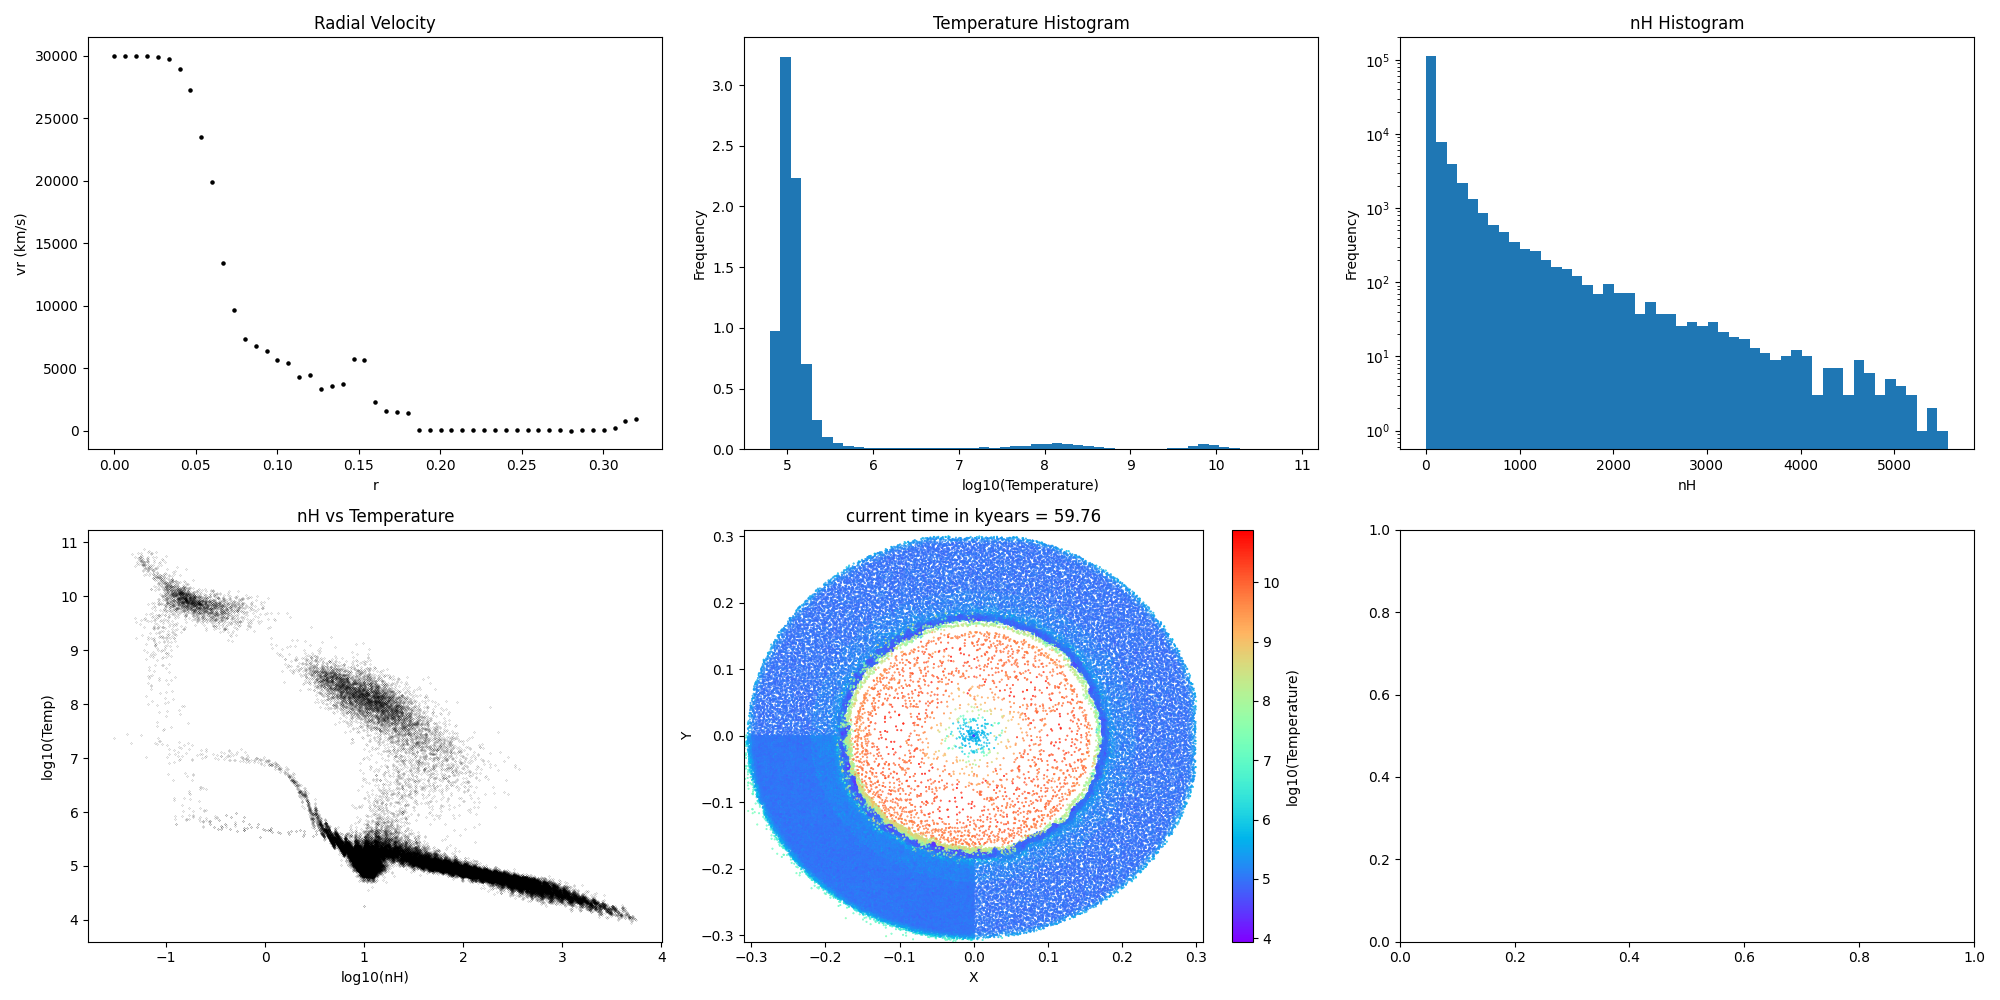 Radial Velocity
30000
25000
20000
15000
10000
5000
0
vr (km/s)
0.00 0.05 0.10 0.15 0.20 0.25 0.30
r
Temperature Histogram
3.0
2.5
2.0
1.5
1.0
0.5
0.0
Frequency
5 6 7 8 9 10 11
log10(Temperature)
nH Histogram
10^5
10^4
10^3
10^2
10^1
10^0
Frequency
0 1000 2000 3000 4000 5000
nH
nH vs Temperature
11
10
9
8
7
6
5
4
log10(Temp)
−1 0 1 2 3 4
log10(nH)
current time in kyears = 59.76
0.3
0.2
0.1
0.0
−0.1
−0.2
−0.3
Y
−0.3 −0.2 −0.1 0.0 0.1 0.2 0.3
X
10
9
8
7
6
5
4
log10(Temperature)
1.0
0.8
0.6
0.4
0.2
0.0
0.0 0.2 0.4 0.6 0.8 1.0